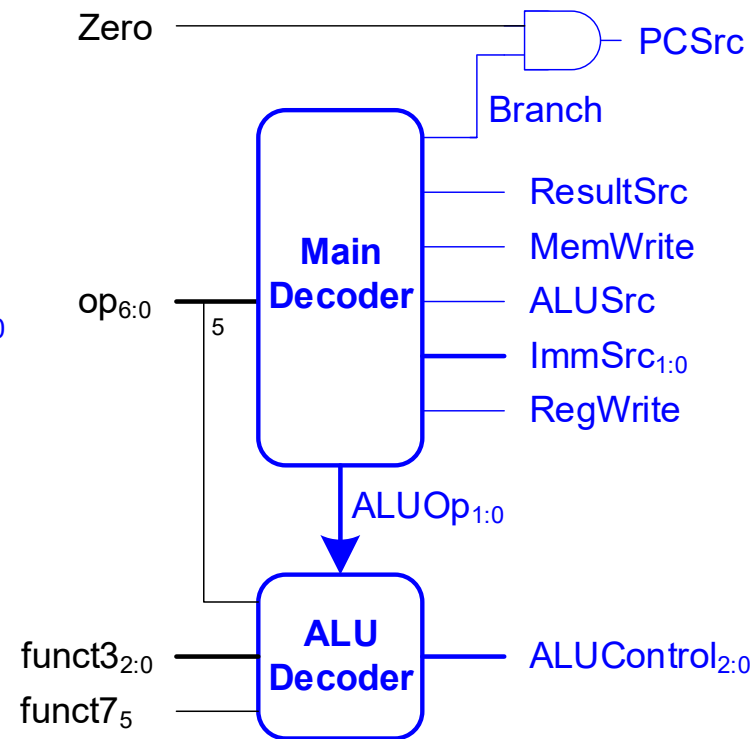 Zero
PCSrc
Branch
ResultSrc
Main
Decoder
MemWrite
op6:0
5
ALUSrc
0
ImmSrc1:0
RegWrite
ALUOp1:0
ALU
Decoder
funct32:0
ALUControl2:0
funct75